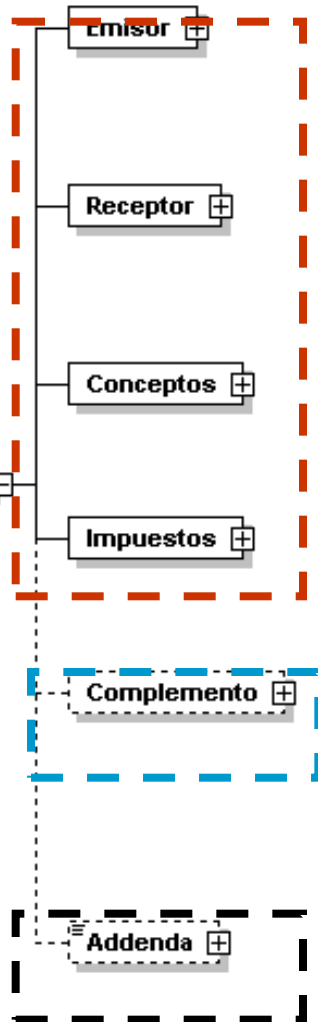 Emisor
Receptor
Conceptos
Impuestos
Complemento
Addenda